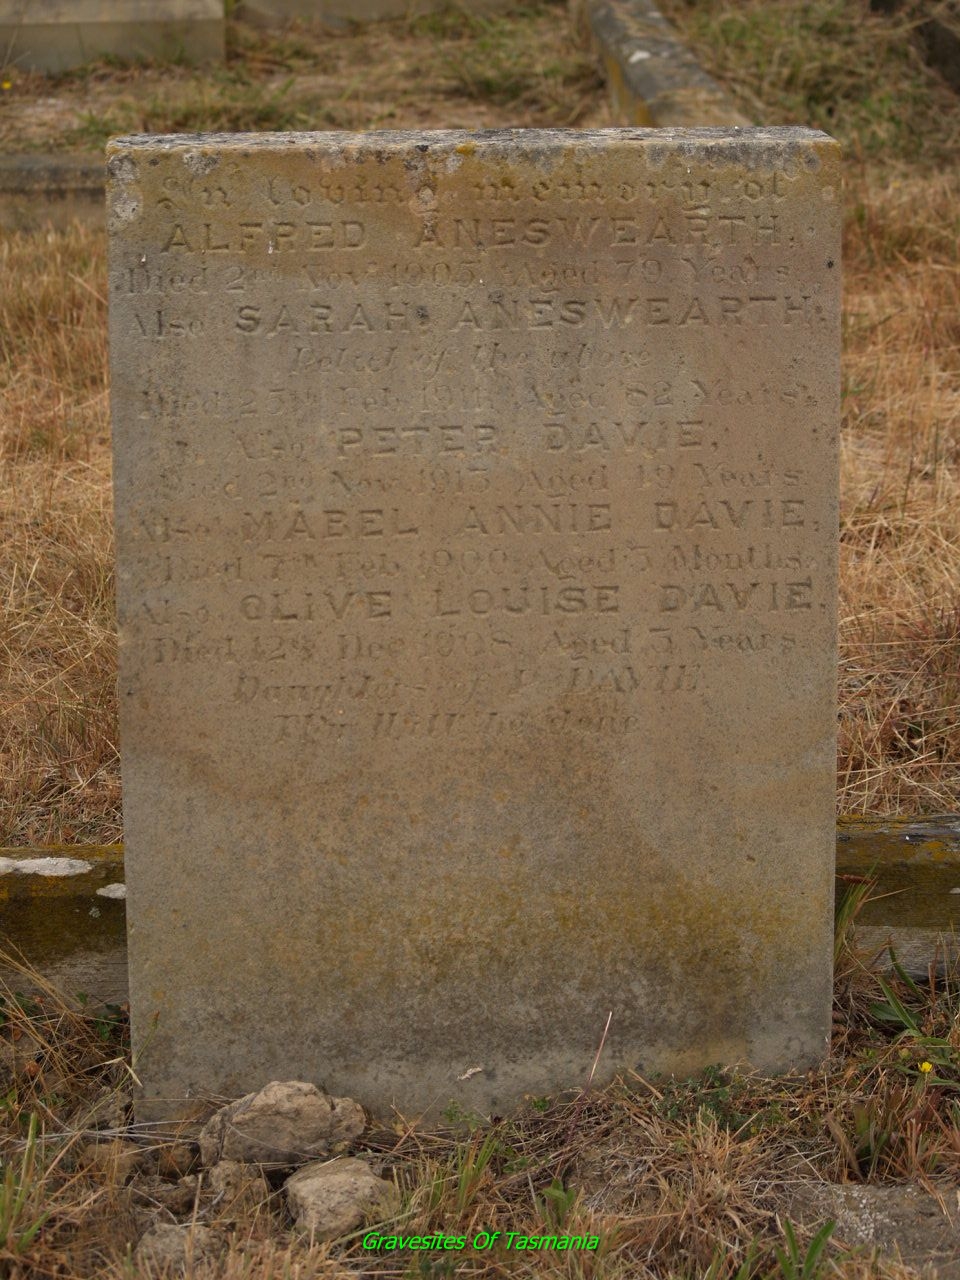 In loving memory of
ALFRED ANESWEARTH.
Died 2nd Nov. 1905. Aged 79 Years.
Also SARAH ANESWEARTH.
Relict of the above
Died 25th Feb. 1911. Aged 82 Years.
Also PETER DAVIE.
Died 2nd Nov. 1913 Aged 49 Years.
Also MABEL ANNIE DAVIE.
Died 7th Feb. 1900. Aged Months.
Also OLIVE LOUISE DAVIE.
Died 12th Dec. 1908. Aged Years.
Daughters of P. DAVIE
Thy Will be done
Gravesites Of Tasmania